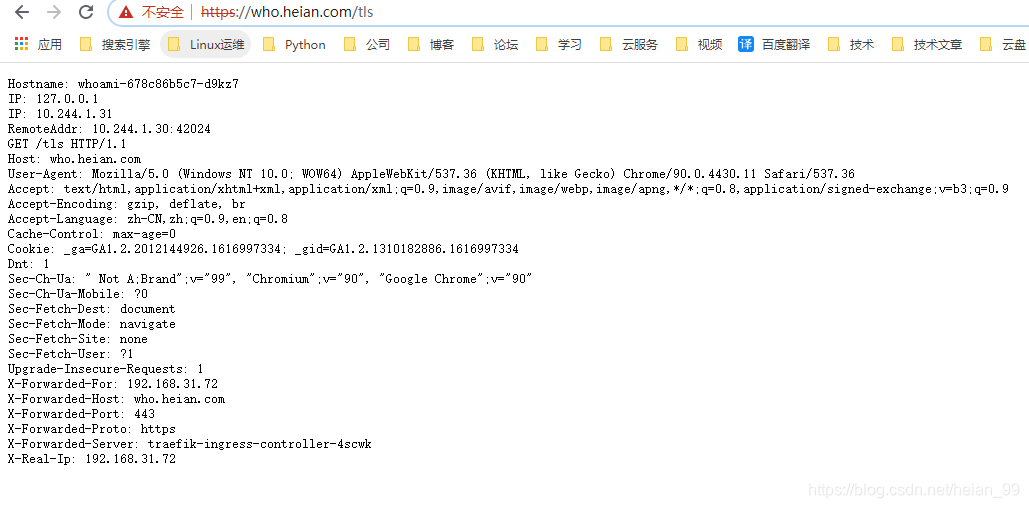 不安全 https://who.heian.com/tls
应用 搜索引擎 Linux运维 Python 公司 博客 论坛 学习 云服务 视频 译 百度翻译 技术 技术文章 云盘
Hostname: whoami-678c86b5c7-d9kz7
IP: 127.0.0.1
IP: 10.244.1.31
RemoteAddr: 10.244.1.30:42024
GET /tls HTTP/1.1
Host: who.heian.com
User-Agent: Mozilla/5.0 (Windows NT 10.0; WOW64) AppleWebKit/537.36 (KHTML, like Gecko) Chrome/90.0.4430.11 Safari/537.36
Accept: text/html,application/xhtml+xml,application/xml;q=0.9,image/avif,image/webp,image/apng,*/*;q=0.8,application/signed-exchange;v=b3;q=0.9
Accept-Encoding: gzip, deflate, br
Accept-Language: zh-CN,zh;q=0.9,en;q=0.8
Cache-Control: max-age=0
Cookie: _ga=GA1.2.2012144926.1616997334; _gid=GA1.2.1310182886.1616997334
Dnt: 1
Sec-Ch-Ua: " Not A;Brand";v="99", "Chromium";v="90", "Google Chrome";v="90"
Sec-Ch-Ua-Mobile: ?0
Sec-Fetch-Dest: document
Sec-Fetch-Mode: navigate
Sec-Fetch-Site: none
Sec-Fetch-User: ?1
Upgrade-Insecure-Requests: 1
X-Forwarded-For: 192.168.31.72
X-Forwarded-Host: who.heian.com
X-Forwarded-Port: 443
X-Forwarded-Proto: https
X-Forwarded-Server: traefik-ingress-controller-4scwk
X-Real-Ip: 192.168.31.72
https://blog.csdn.net/heian_99